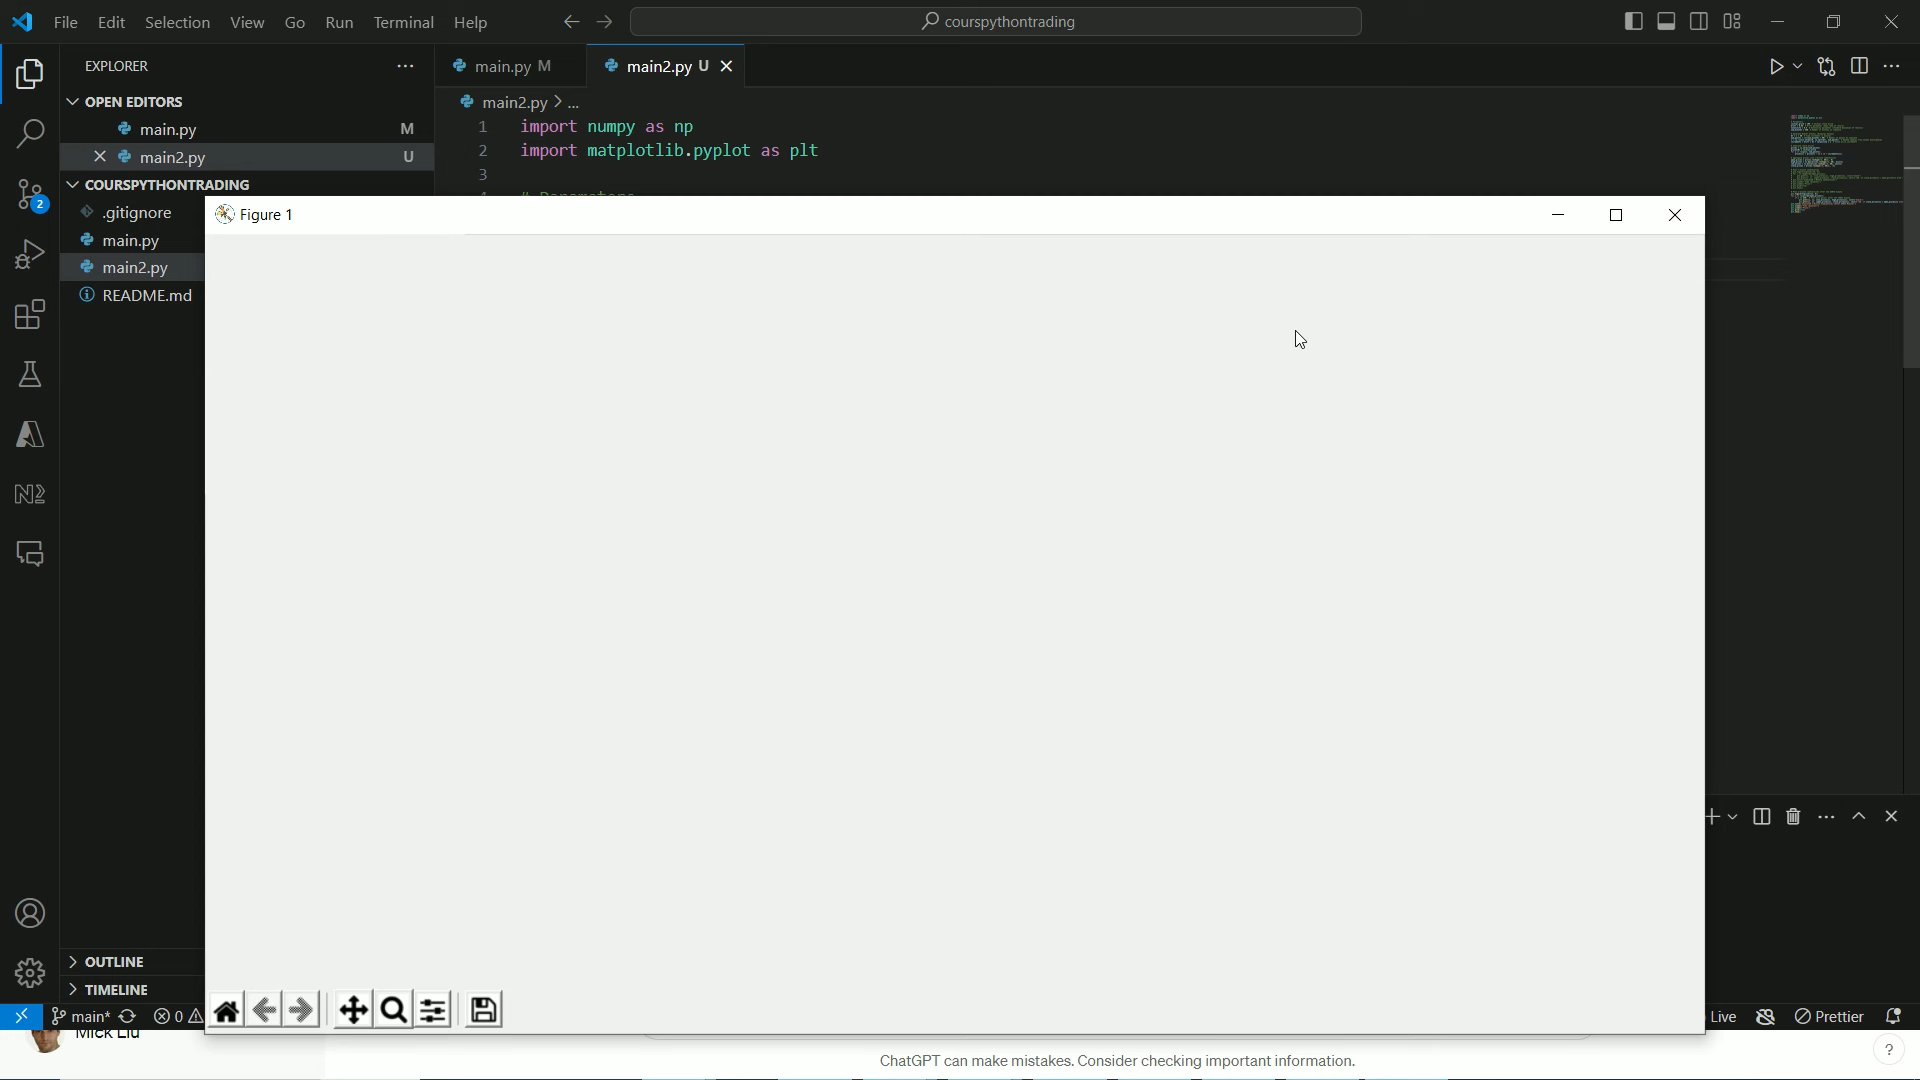 File Edit Selection View Go Run Terminal Help
courspythontrading
EXPLORER
main.py M
main2.py U
OPEN EDITORS
main.py M
main2.py U
COURSPYTHONTRADING
.gitignore
main.py
main2.py
README.md
main2.py > ...
1 import numpy as np
2 import matplotlib.pyplot as plt
3
Figure 1
OUTLINE
TIMELINE
main* 0
Live Prettier
Mick Liu
ChatGPT can make mistakes. Consider checking important information.
?
2